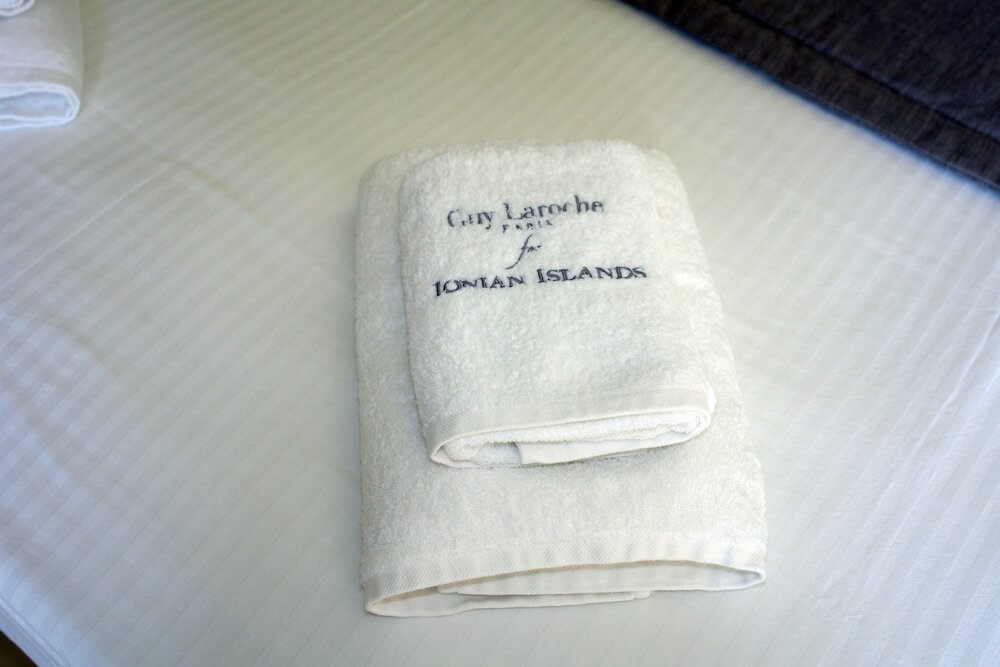 Guy Laroche
PARIS
for
IONIAN ISLANDS